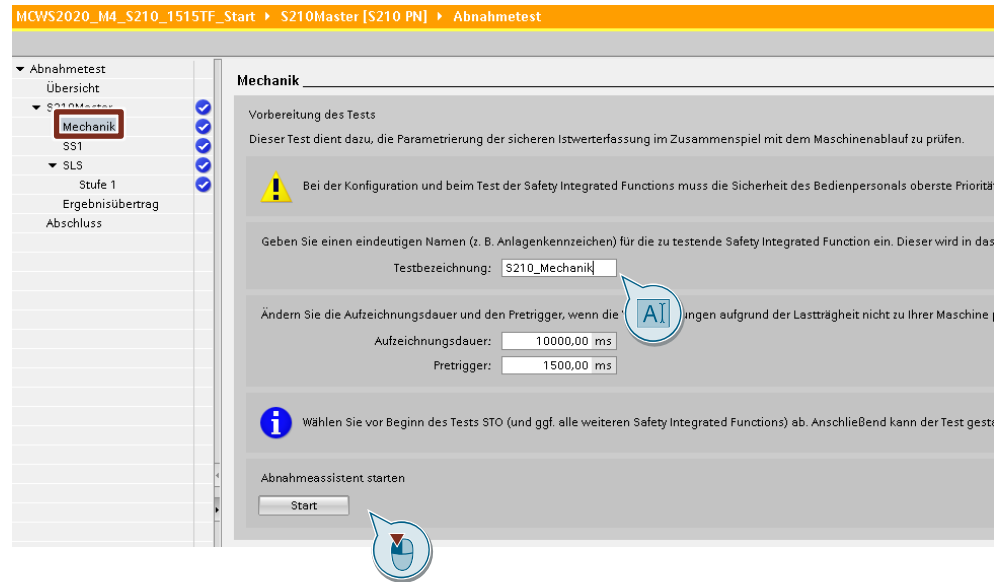 MCWS2020_M4_S210_1515TF_Start ▸ S210Master [S210 PN] ▸ Abnahmetest
Abnahmetest
Übersicht
S210Master
Mechanik
SS1
SLS
Stufe 1
Ergebnisübertrag
Abschluss
Mechanik
Vorbereitung des Tests
Dieser Test dient dazu, die Parametrierung der sicheren Istwerterfassung im Zusammenspiel mit dem Maschinenablauf zu prüfen.
Bei der Konfiguration und beim Test der Safety Integrated Functions muss die Sicherheit des Bedienpersonals oberste Priorität
Geben Sie einen eindeutigen Namen (z. B. Anlagenkennzeichen) für die zu testende Safety Integrated Function ein. Dieser wird in das
Testbezeichnung: S210_Mechanik
AI
Ändern Sie die Aufzeichnungsdauer und den Pretrigger, wenn die ungen aufgrund der Lastträgheit nicht zu Ihrer Maschine
Aufzeichnungsdauer: 10000,00 ms
Pretrigger: 1500,00 ms
Wählen Sie vor Beginn des Tests STO (und ggf. alle weiteren Safety Integrated Functions) ab. Anschließend kann der Test gest
Abnahmeassistent starten
Start